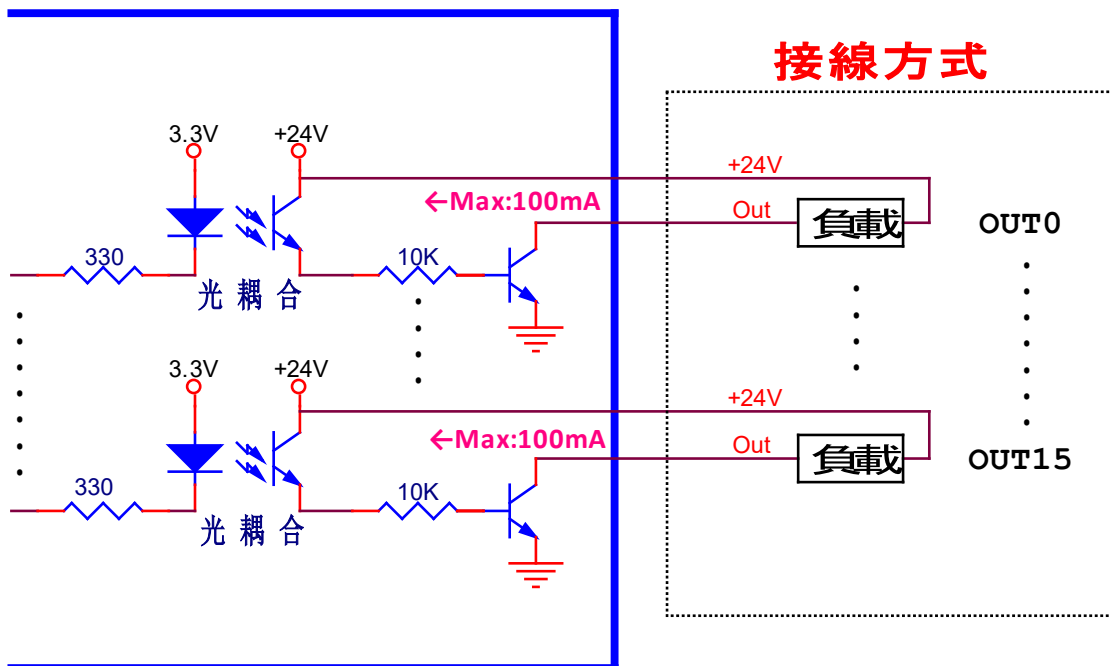 接線方式
3.3V
+24V
+24V
←Max:100mA
Out
負載
OUT0
330
10K
光耦合
3.3V
+24V
+24V
←Max:100mA
Out
負載
OUT15
330
10K
光耦合